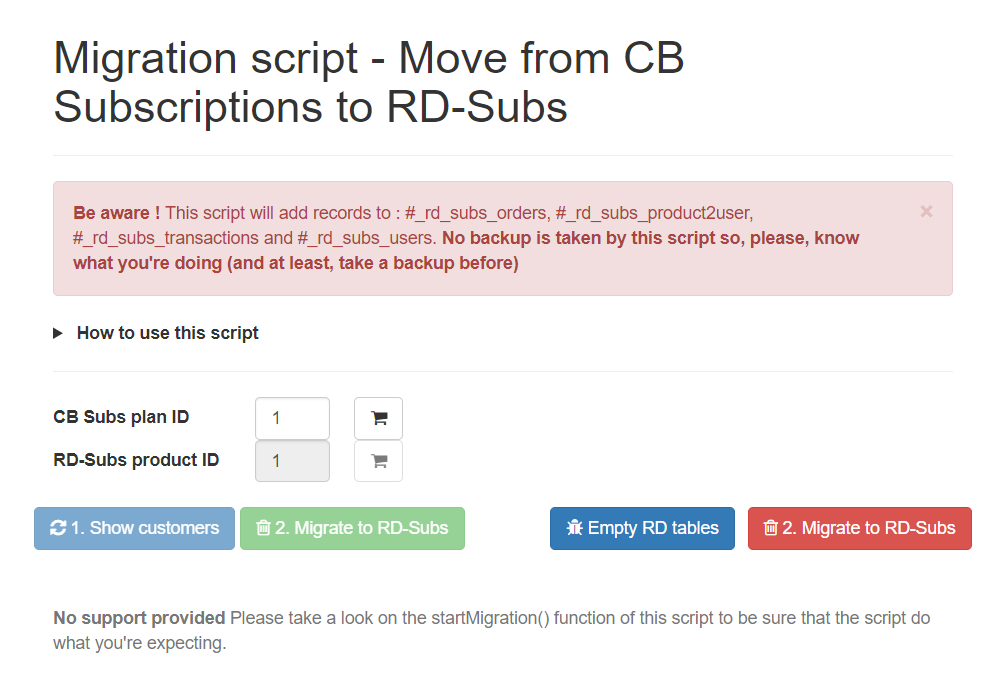 Migration script - Move from CB
Subscriptions to RD-Subs
Be aware ! This script will add records to : #_rd_subs_orders, #_rd_subs_product2user,
#_rd_subs_transactions and #_rd_subs_users. No backup is taken by this script so, please, know
what you're doing (and at least, take a backup before)
×
How to use this script
CB Subs plan ID 1
RD-Subs product ID 1
1. Show customers 2. Migrate to RD-Subs Empty RD tables 2. Migrate to RD-Subs
No support provided Please take a look on the startMigration() function of this script to be sure that the script do
what you're expecting.